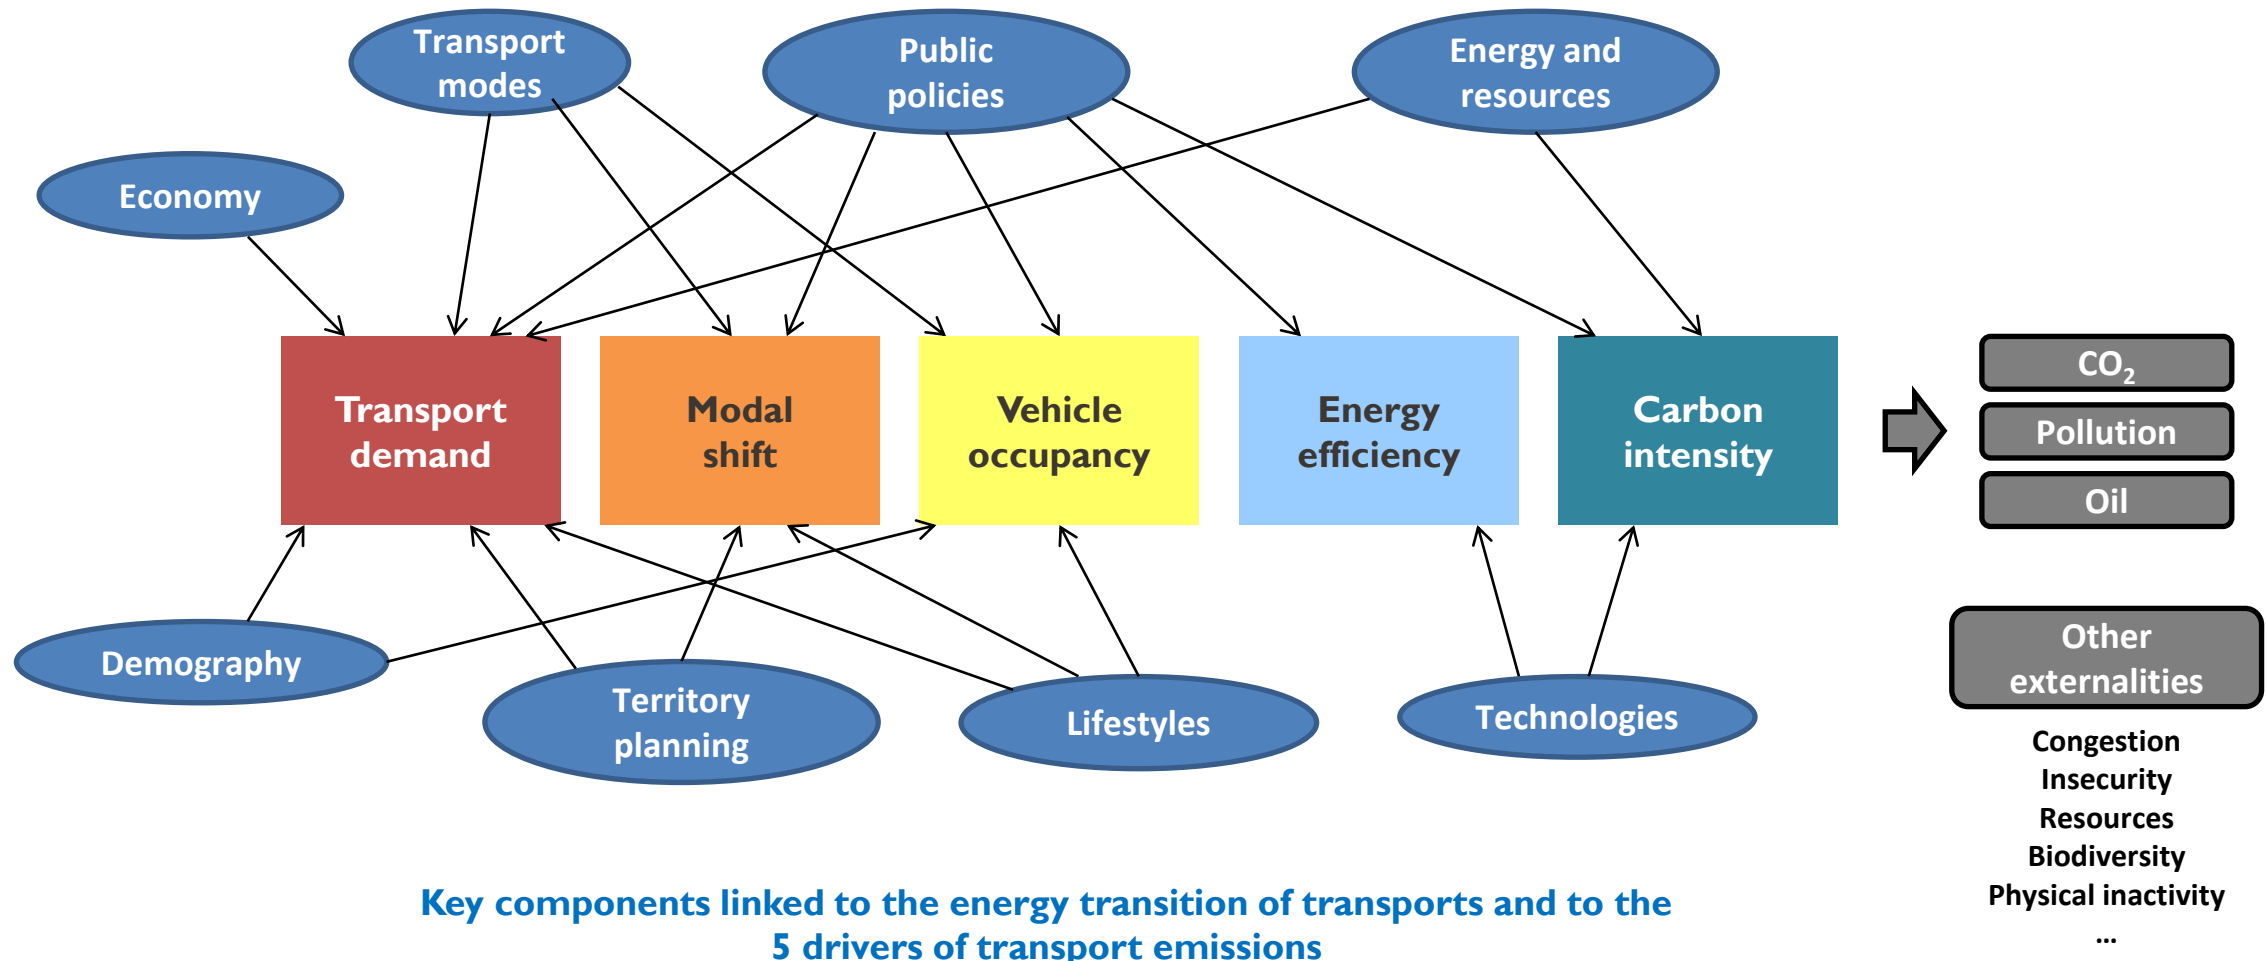 Transport
modes
Public
policies
Energy and
resources
Economy
Transport
demand
Modal
shift
Vehicle
occupancy
Energy
efficiency
Carbon
intensity
CO₂
Pollution
Oil
Demography
Territory
planning
Lifestyles
Technologies
Other
externalities
Congestion
Insecurity
Resources
Biodiversity
Physical inactivity
...
Key components linked to the energy transition of transports and to the
5 drivers of transport emissions